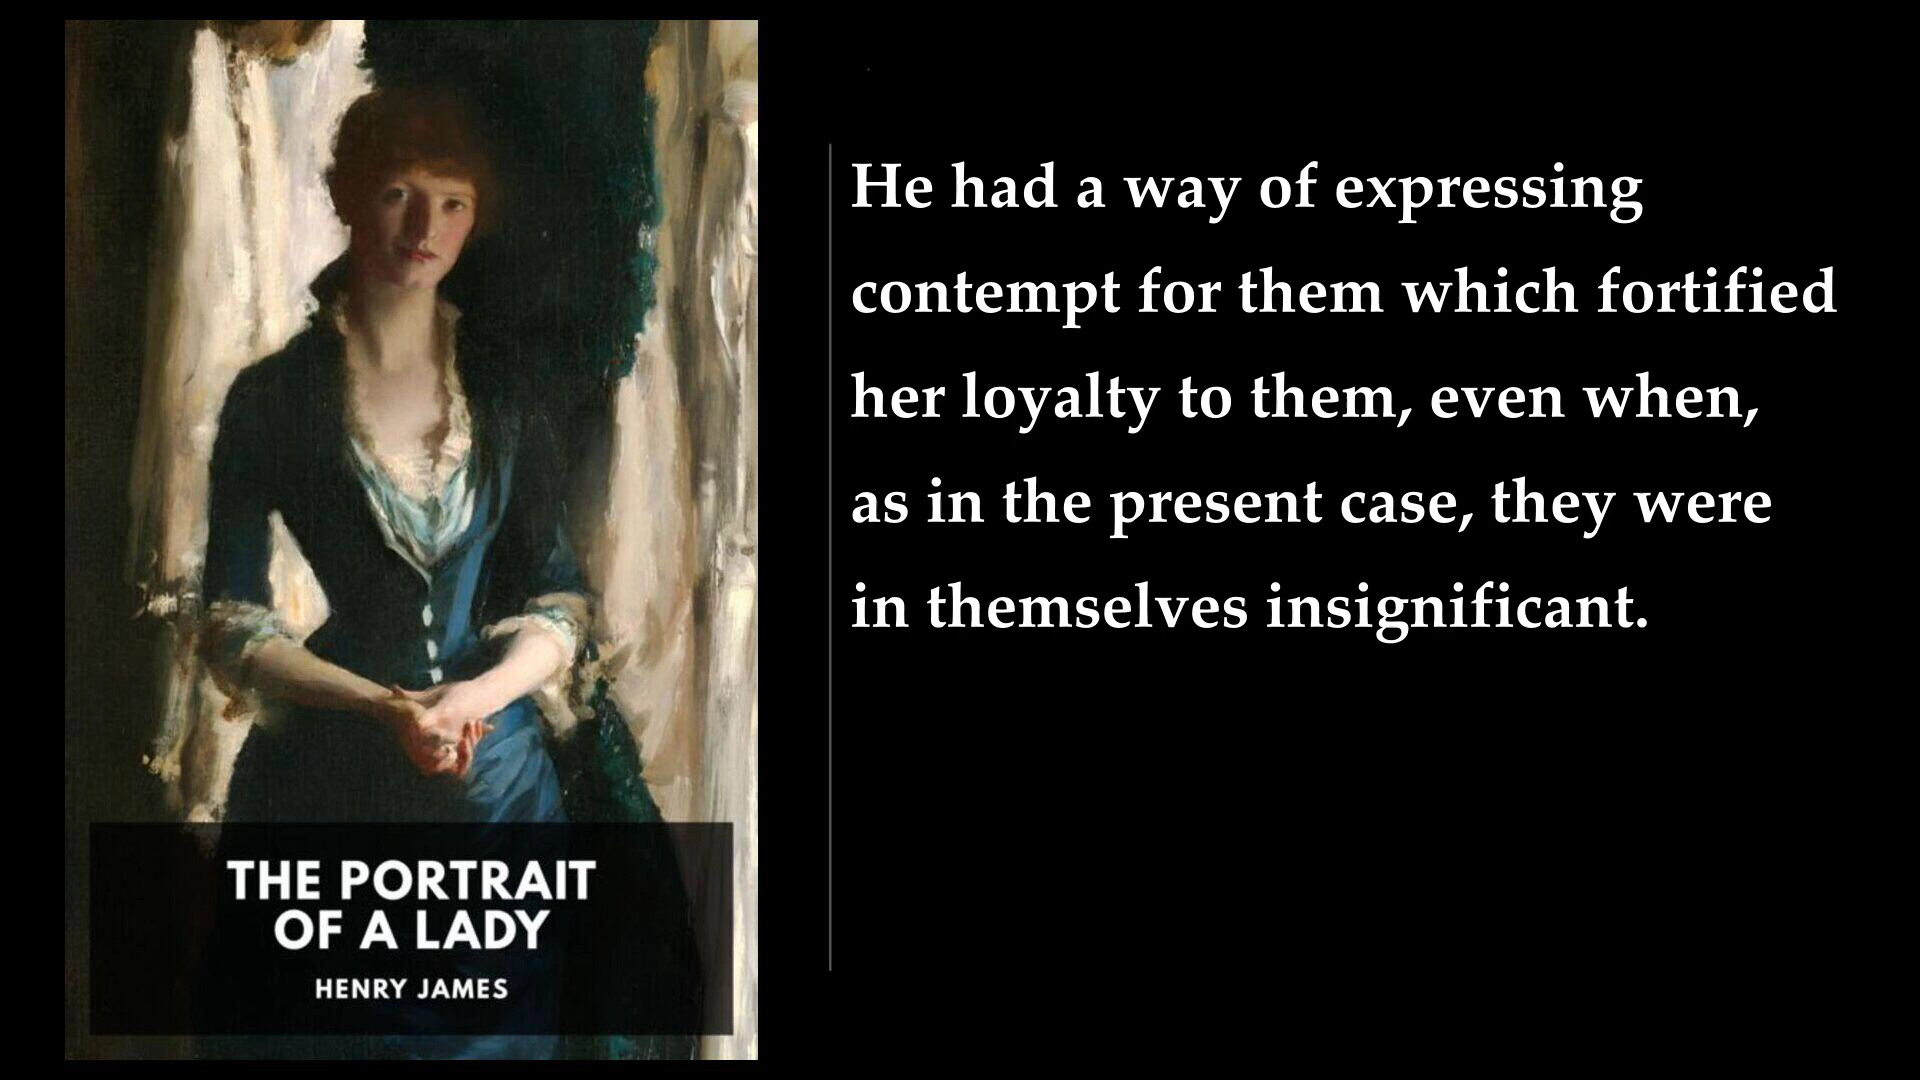 He had a way of expressing
contempt for them which fortified
her loyalty to them, even when,
as in the present case, they were
in themselves insignificant.
THE PORTRAIT
OF A LADY
HENRY JAMES